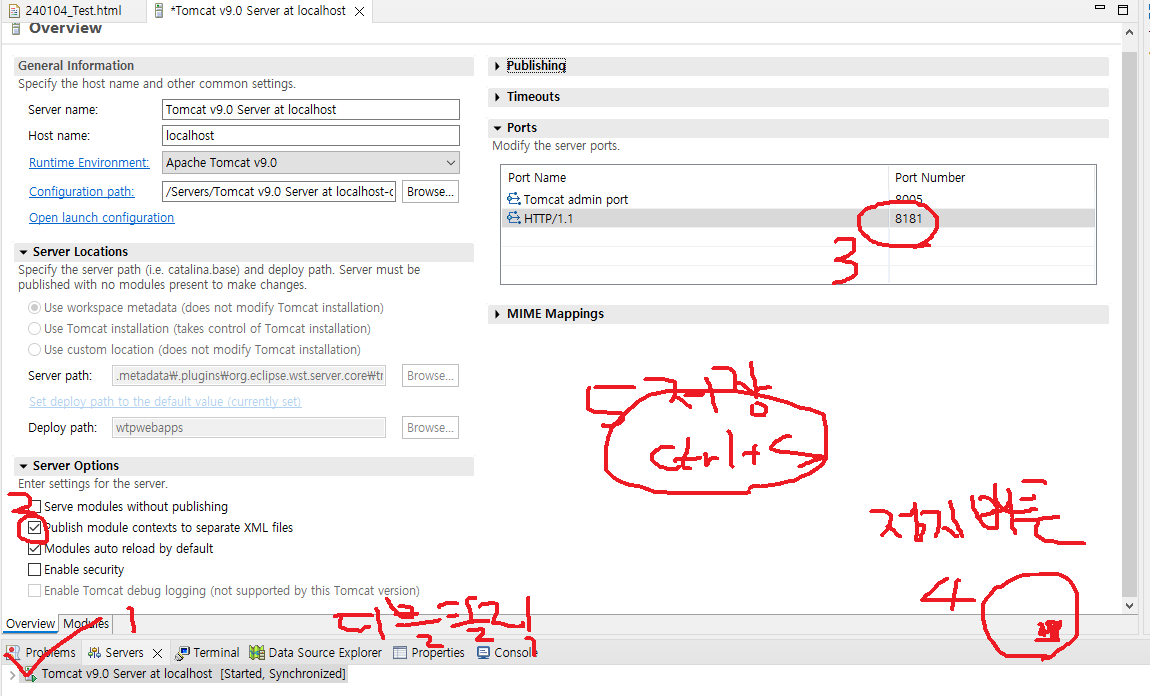 240104_Test.html
*Tomcat v9.0 Server at localhost
Overview
General Information
Specify the host name and other common settings.
Server name: Tomcat v9.0 Server at localhost
Host name: localhost
Runtime Environment: Apache Tomcat v9.0
Configuration path: /Servers/Tomcat v9.0 Server at localhost-c Browse...
Open launch configuration
Server Locations
Specify the server path (i.e. catalina.base) and deploy path. Server must be
published with no modules present to make changes.
Use workspace metadata (does not modify Tomcat installation)
Use Tomcat installation (takes control of Tomcat installation)
Use custom location (does not modify Tomcat installation)
Server path: .metadata₩.plugins₩org.eclipse.wst.server.core₩tr Browse...
Set deploy path to the default value (currently set)
Deploy path: wtpwebapps Browse...
Server Options
Enter settings for the server.
3
Serve modules without publishing
Publish module contexts to separate XML files
Modules auto reload by default
Enable security
Enable Tomcat debug logging (not supported by this Tomcat version)
Publishing
Timeouts
Ports
Modify the server ports.
Port Name Port Number
Tomcat admin port 8005
HTTP/1.1 8181
3
MIME Mappings
저장
Ctrl+S
4
1
더블클릭!
Overview Modules
Problems Servers Terminal Data Source Explorer Properties Console
Tomcat v9.0 Server at localhost [Started, Synchronized]